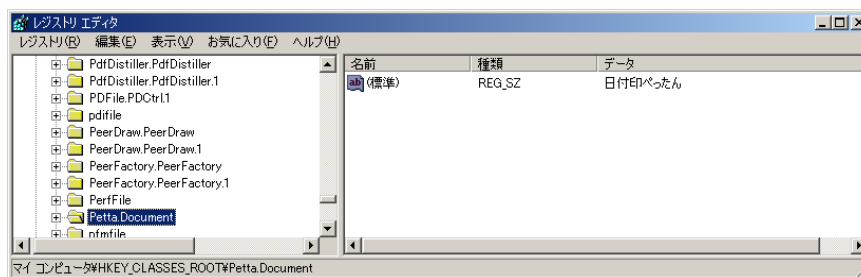 レジストリ エディタ
レジストリ(R) 編集(E) 表示(V) お気に入り(F) ヘルプ(H)
PdfDistiller.PdfDistiller
PdfDistiller.PdfDistiller.1
PDFile.PDCtrl.1
pdifile
PeerDraw.PeerDraw
PeerDraw.PeerDraw.1
PeerFactory.PeerFactory
PeerFactory.PeerFactory.1
PerfFile
Petta.Document
pfmfile
名前 種類 データ
ab (標準) REG_SZ 日付印ぺったん
マイ コンピュータ¥HKEY_CLASSES_ROOT¥Petta.Document